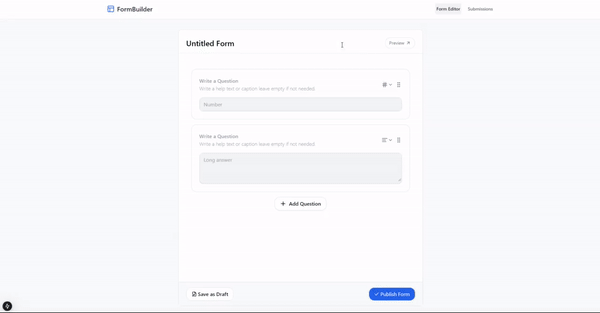 FormBuilder
Form Editor
Submissions
Untitled Form
Preview
Write a Question
Write a help text or caption leave empty if not needed.
Number
Write a Question
Write a help text or caption leave empty if not needed.
Long answer
Add Question
Save as Draft
Publish Form